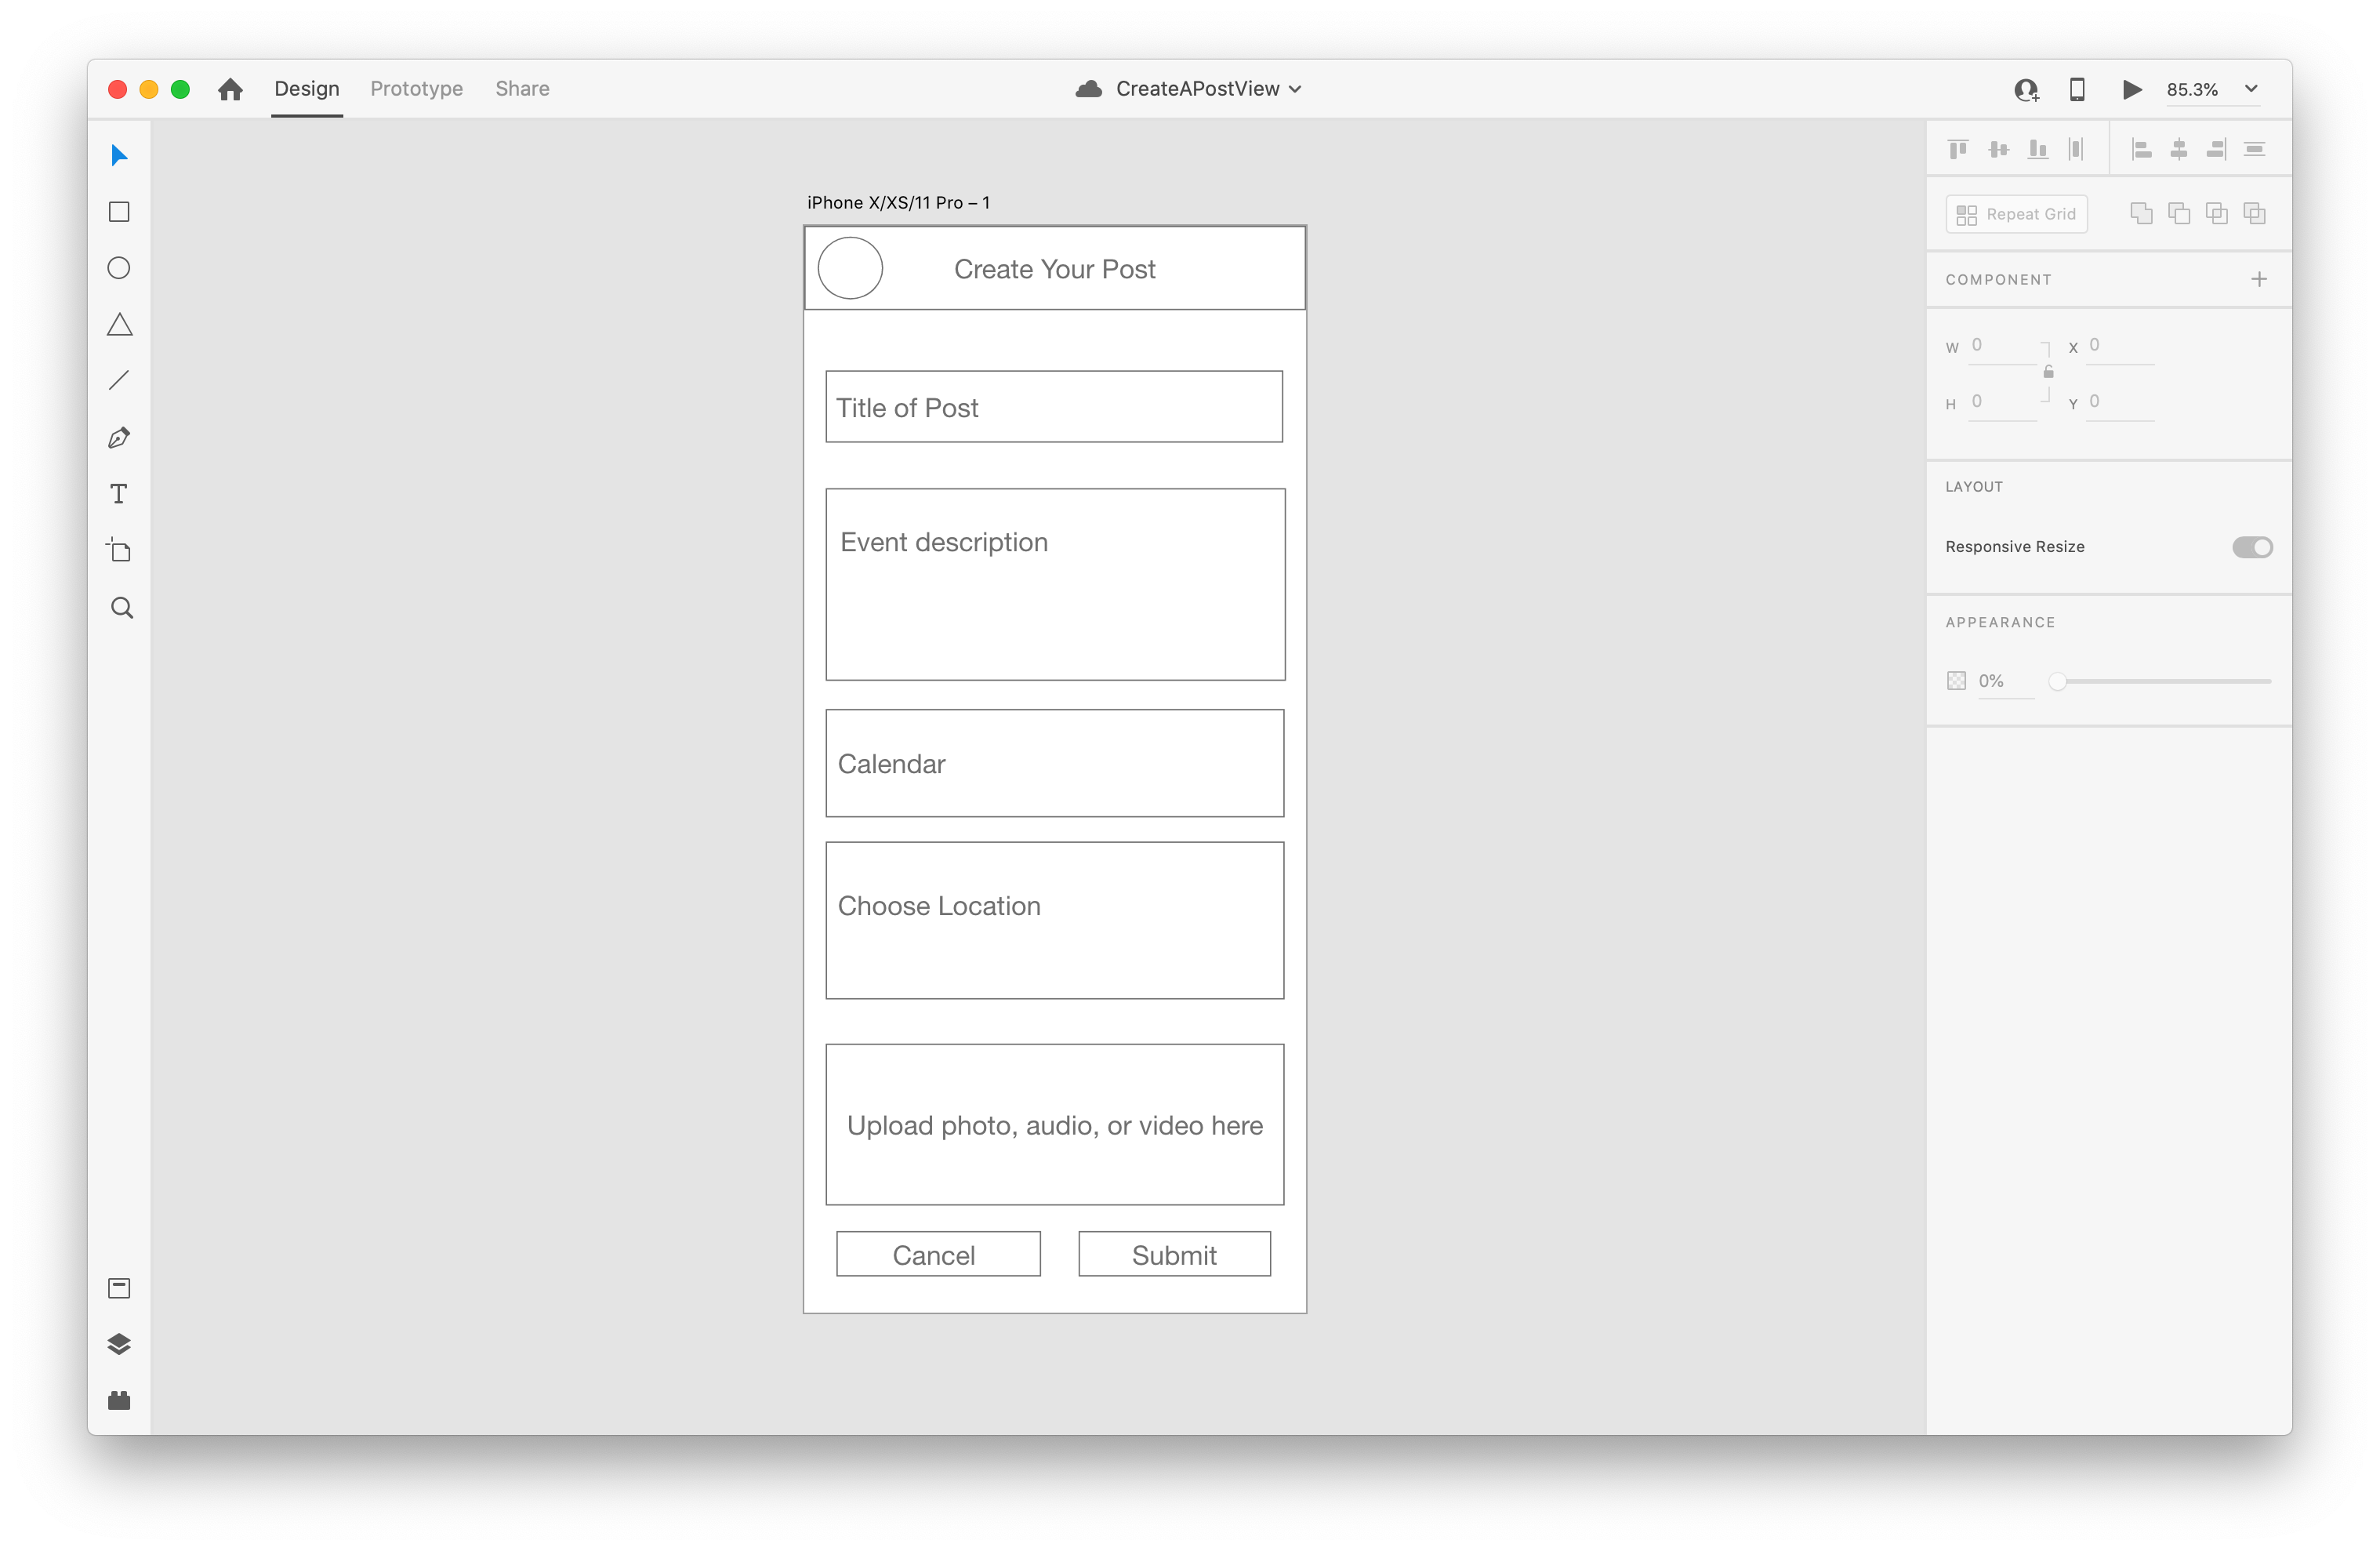 Design Prototype Share CreateAPostView 85.3%
iPhone X/XS/11 Pro – 1
Create Your Post
Title of Post
Event description
Calendar
Choose Location
Upload photo, audio, or video here
Cancel Submit
Repeat Grid
COMPONENT
W 0 X 0
H 0 Y 0
LAYOUT
Responsive Resize
APPEARANCE
0%